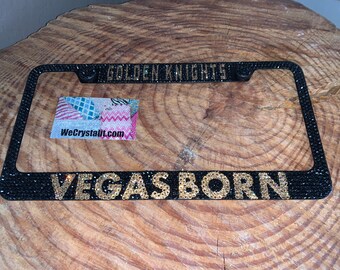 GOLDEN KNIGHTS
WeCrystalIt.com
VEGAS BORN